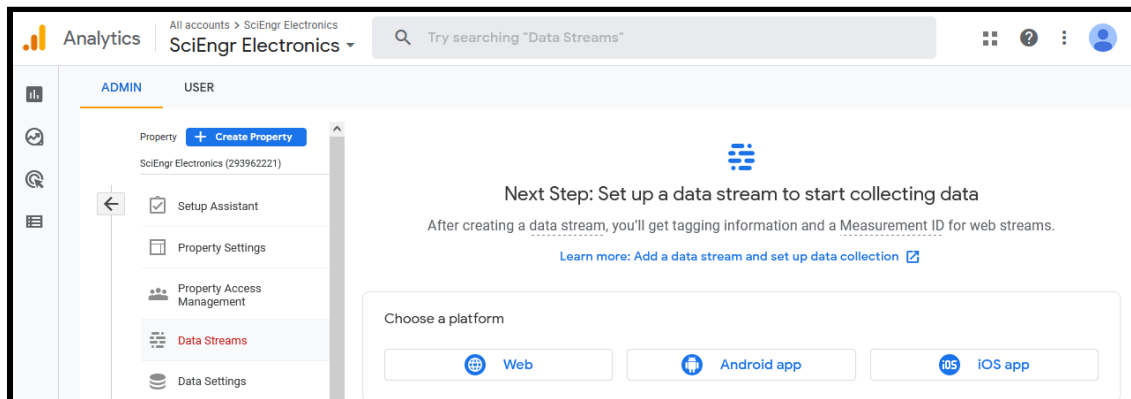 Analytics
All accounts > SciEngr Electronics
SciEngr Electronics
Try searching "Data Streams"
ADMIN
USER
Property
+ Create Property
SciEngr Electronics (293962221)
Setup Assistant
Property Settings
Property Access
Management
Data Streams
Data Settings
Next Step: Set up a data stream to start collecting data
After creating a data stream, you'll get tagging information and a Measurement ID for web streams.
Learn more: Add a data stream and set up data collection
Choose a platform
Web
Android app
iOS
iOS app